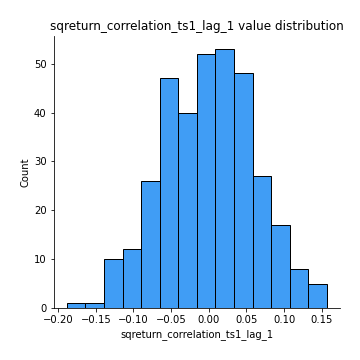 sqreturn_correlation_ts1_lag_1 value distribution
50
40
30
20
10
0
Count
−0.20 −0.15 −0.10 −0.05 0.00 0.05 0.10 0.15
sqreturn_correlation_ts1_lag_1